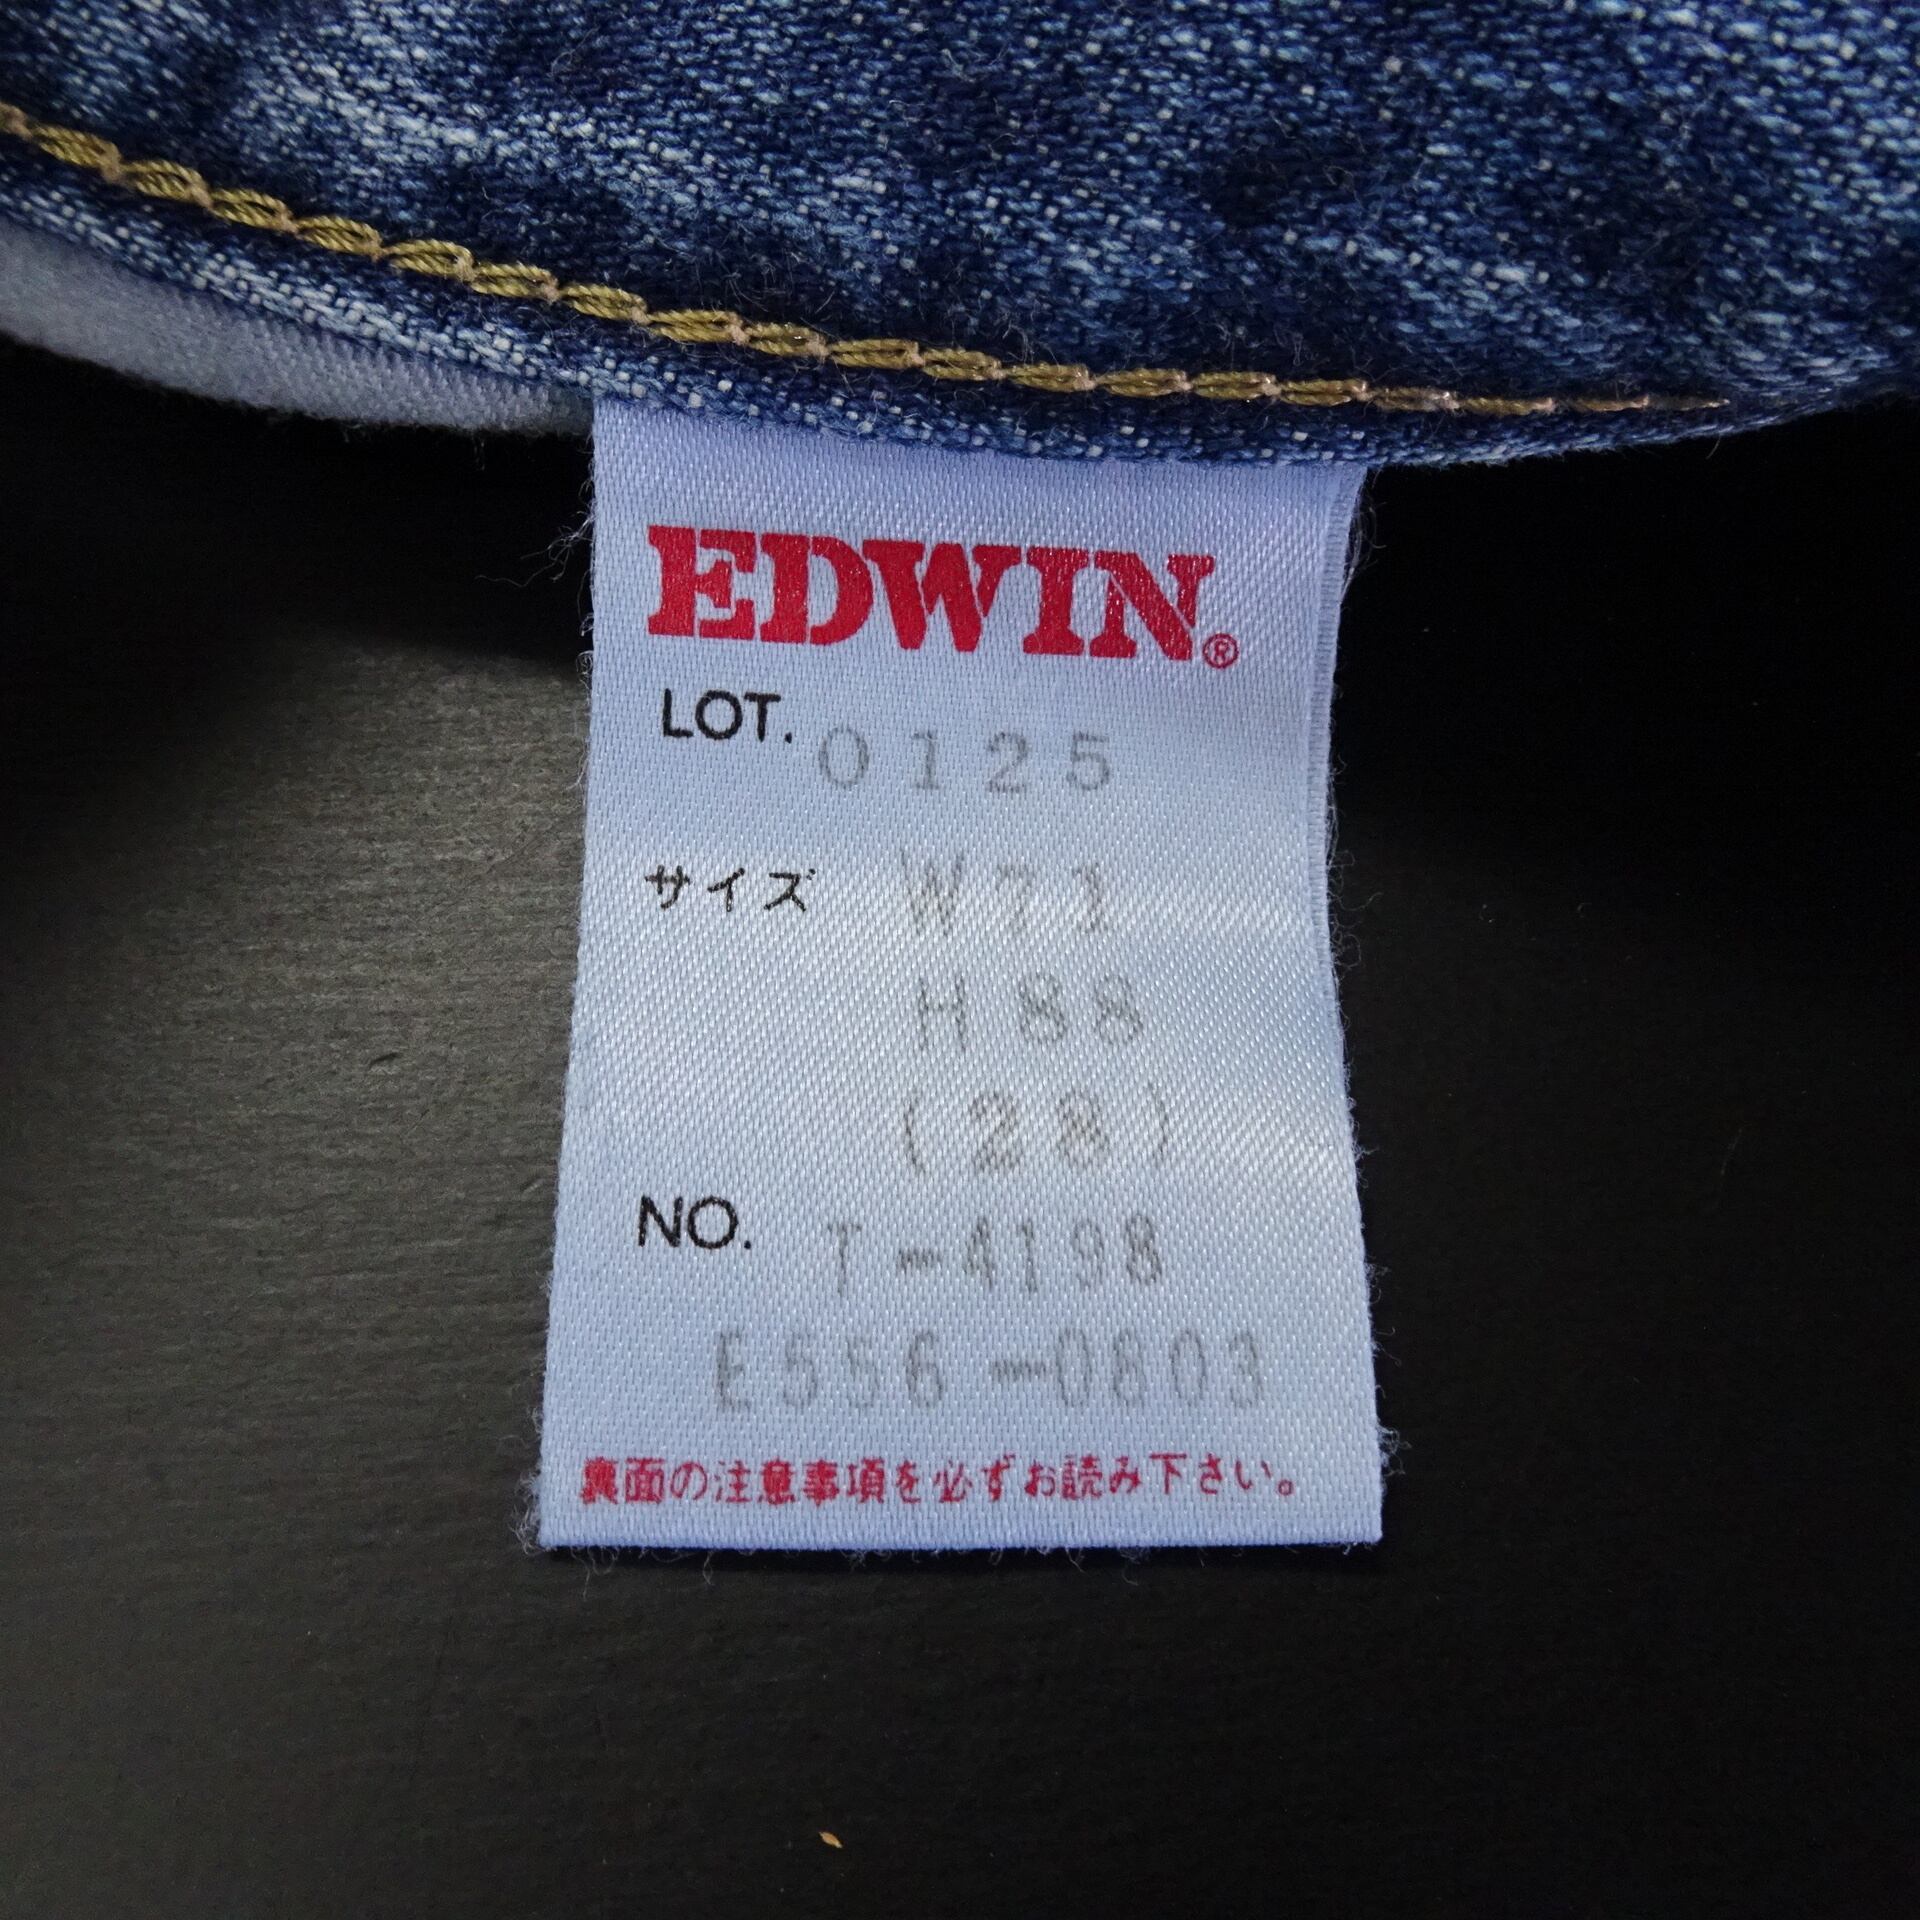 EDWIN®
LOT. 0125
サイズ W71
H88
(28)
NO. T-4198
E556-0803
裏面の注意事項を必ずお読み下さい。